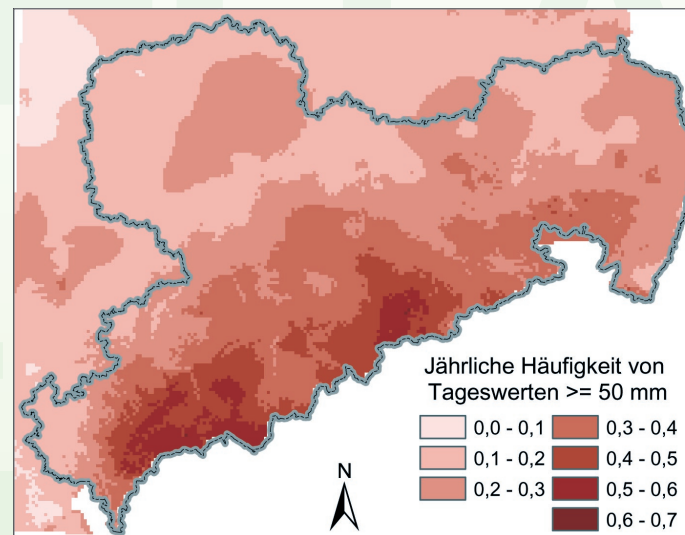 Jährliche Häufigkeit von
Tageswerten >= 50 mm
0,0 - 0,1
0,1 - 0,2
0,2 - 0,3
0,3 - 0,4
0,4 - 0,5
0,5 - 0,6
0,6 - 0,7
N